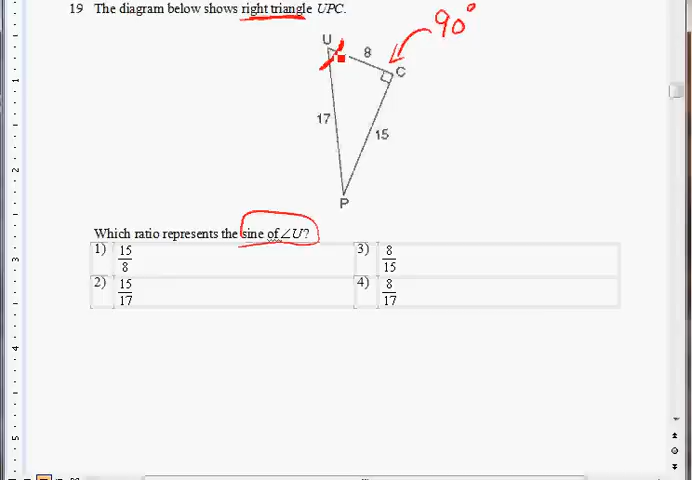 19 The diagram below shows right triangle UPC.
90°
U
8
C
17
15
P
Which ratio represents the sine of ∠U?
1) 15/8
3) 8/15
2) 15/17
4) 8/17